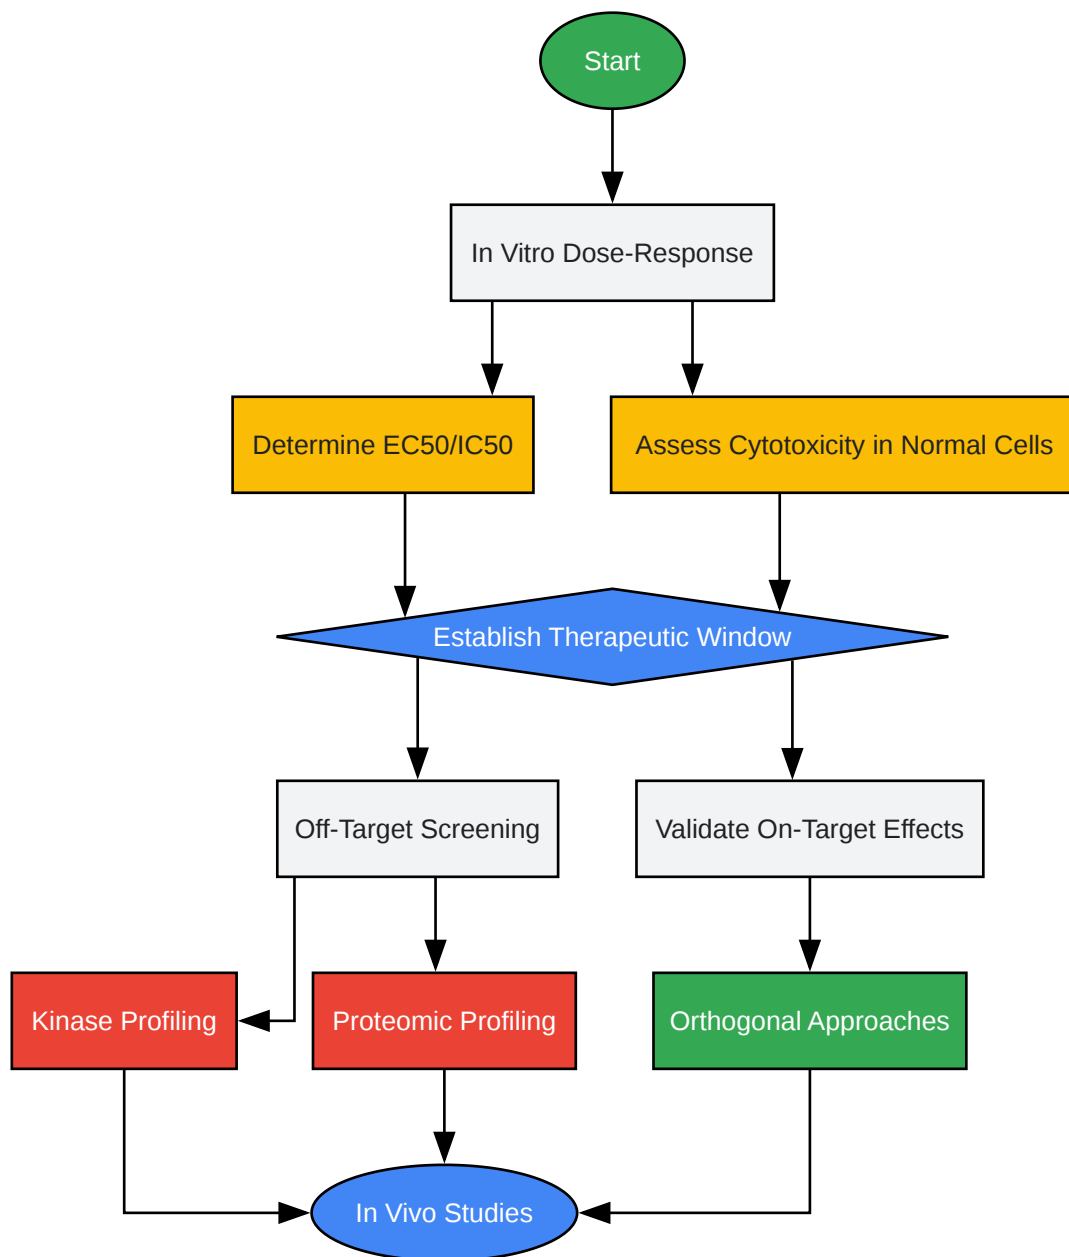 Start
In Vitro Dose-Response
Determine EC50/IC50
Assess Cytotoxicity in Normal Cells
Establish Therapeutic Window
Off-Target Screening
Validate On-Target Effects
Kinase Profiling
Proteomic Profiling
Orthogonal Approaches
In Vivo Studies